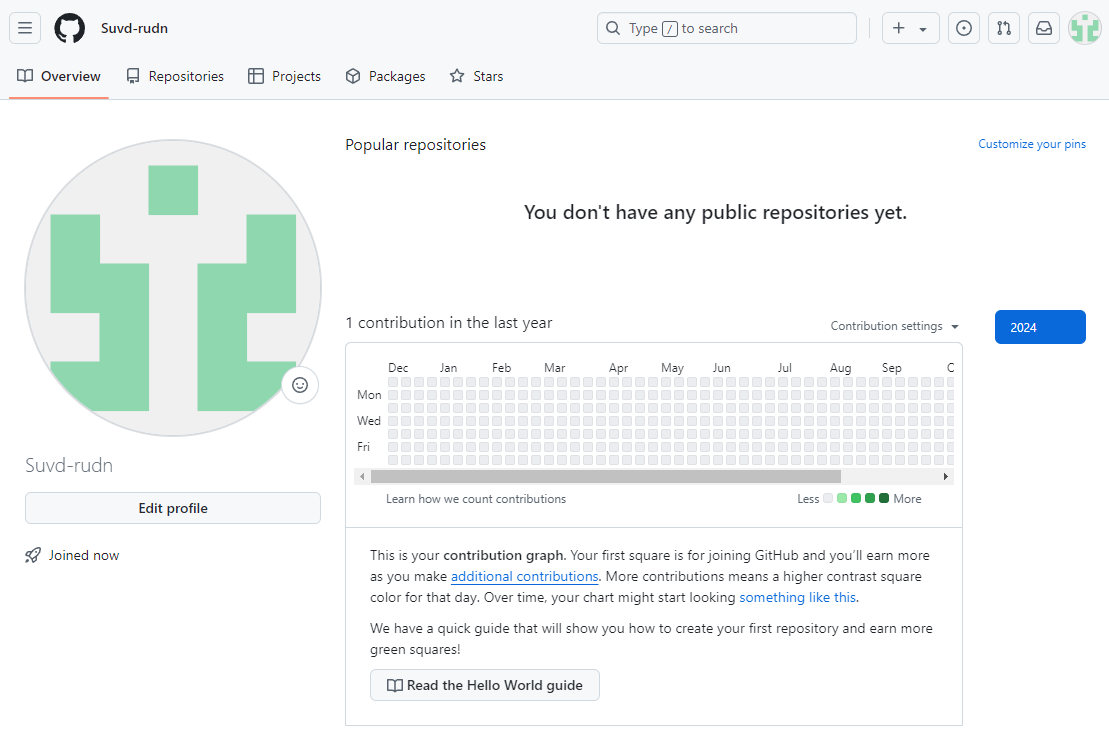 Suvd-rudn
Type / to search
Overview
Repositories
Projects
Packages
Stars
Popular repositories
Customize your pins
You don't have any public repositories yet.
1 contribution in the last year
Contribution settings
2024
Dec Jan Feb Mar Apr May Jun Jul Aug Sep
Mon
Wed
Fri
Learn how we count contributions
Less More
Suvd-rudn
Edit profile
Joined now
This is your contribution graph. Your first square is for joining GitHub and you’ll earn more
as you make additional contributions. More contributions means a higher contrast square
color for that day. Over time, your chart might start looking something like this.
We have a quick guide that will show you how to create your first repository and earn more
green squares!
Read the Hello World guide